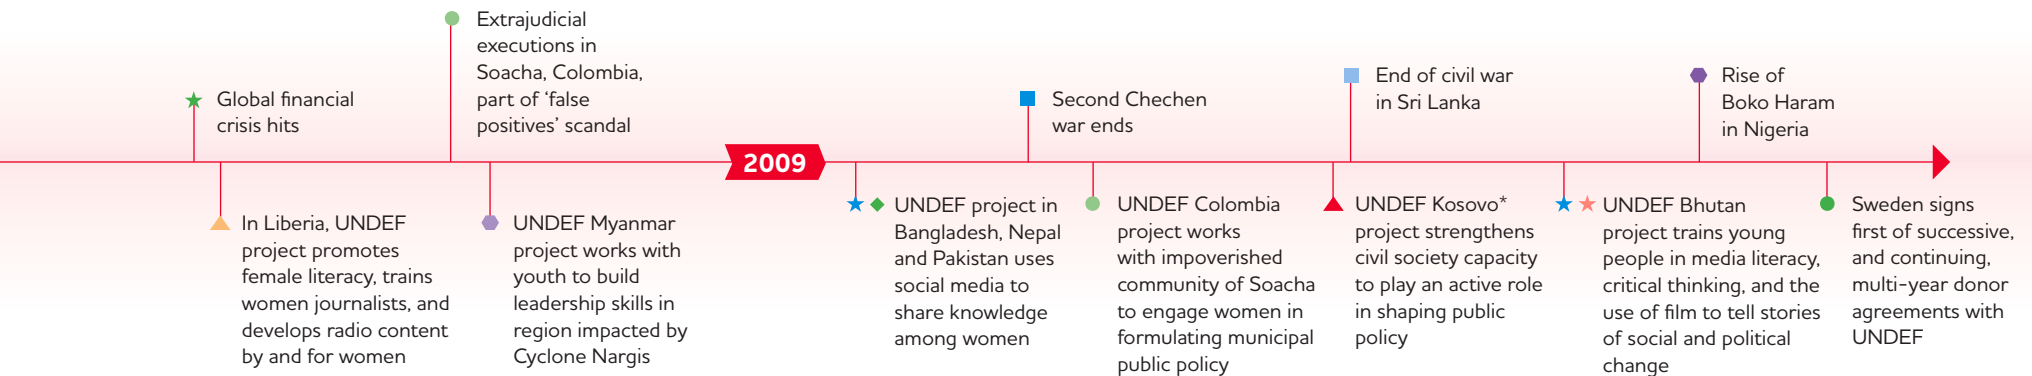 Extrajudicial
executions in
Soacha, Colombia,
part of ‘false
positives’ scandal
Global financial
crisis hits
In Liberia, UNDEF
project promotes
female literacy, trains
women journalists, and
develops radio content
by and for women
UNDEF Myanmar
project works with
youth to build
leadership skills in
region impacted by
Cyclone Nargis
2009
Second Chechen
war ends
End of civil war
in Sri Lanka
Rise of
Boko Haram
in Nigeria
UNDEF project in
Bangladesh, Nepal
and Pakistan uses
social media to
share knowledge
among women
UNDEF Colombia
project works
with impoverished
community of Soacha
to engage women in
formulating municipal
public policy
UNDEF Kosovo*
project strengthens
civil society capacity
to play an active role
in shaping public
policy
UNDEF Bhutan
project trains young
people in media literacy,
critical thinking, and the
use of film to tell stories
of social and political
change
Sweden signs
first of successive,
and continuing,
multi-year donor
agreements with
UNDEF